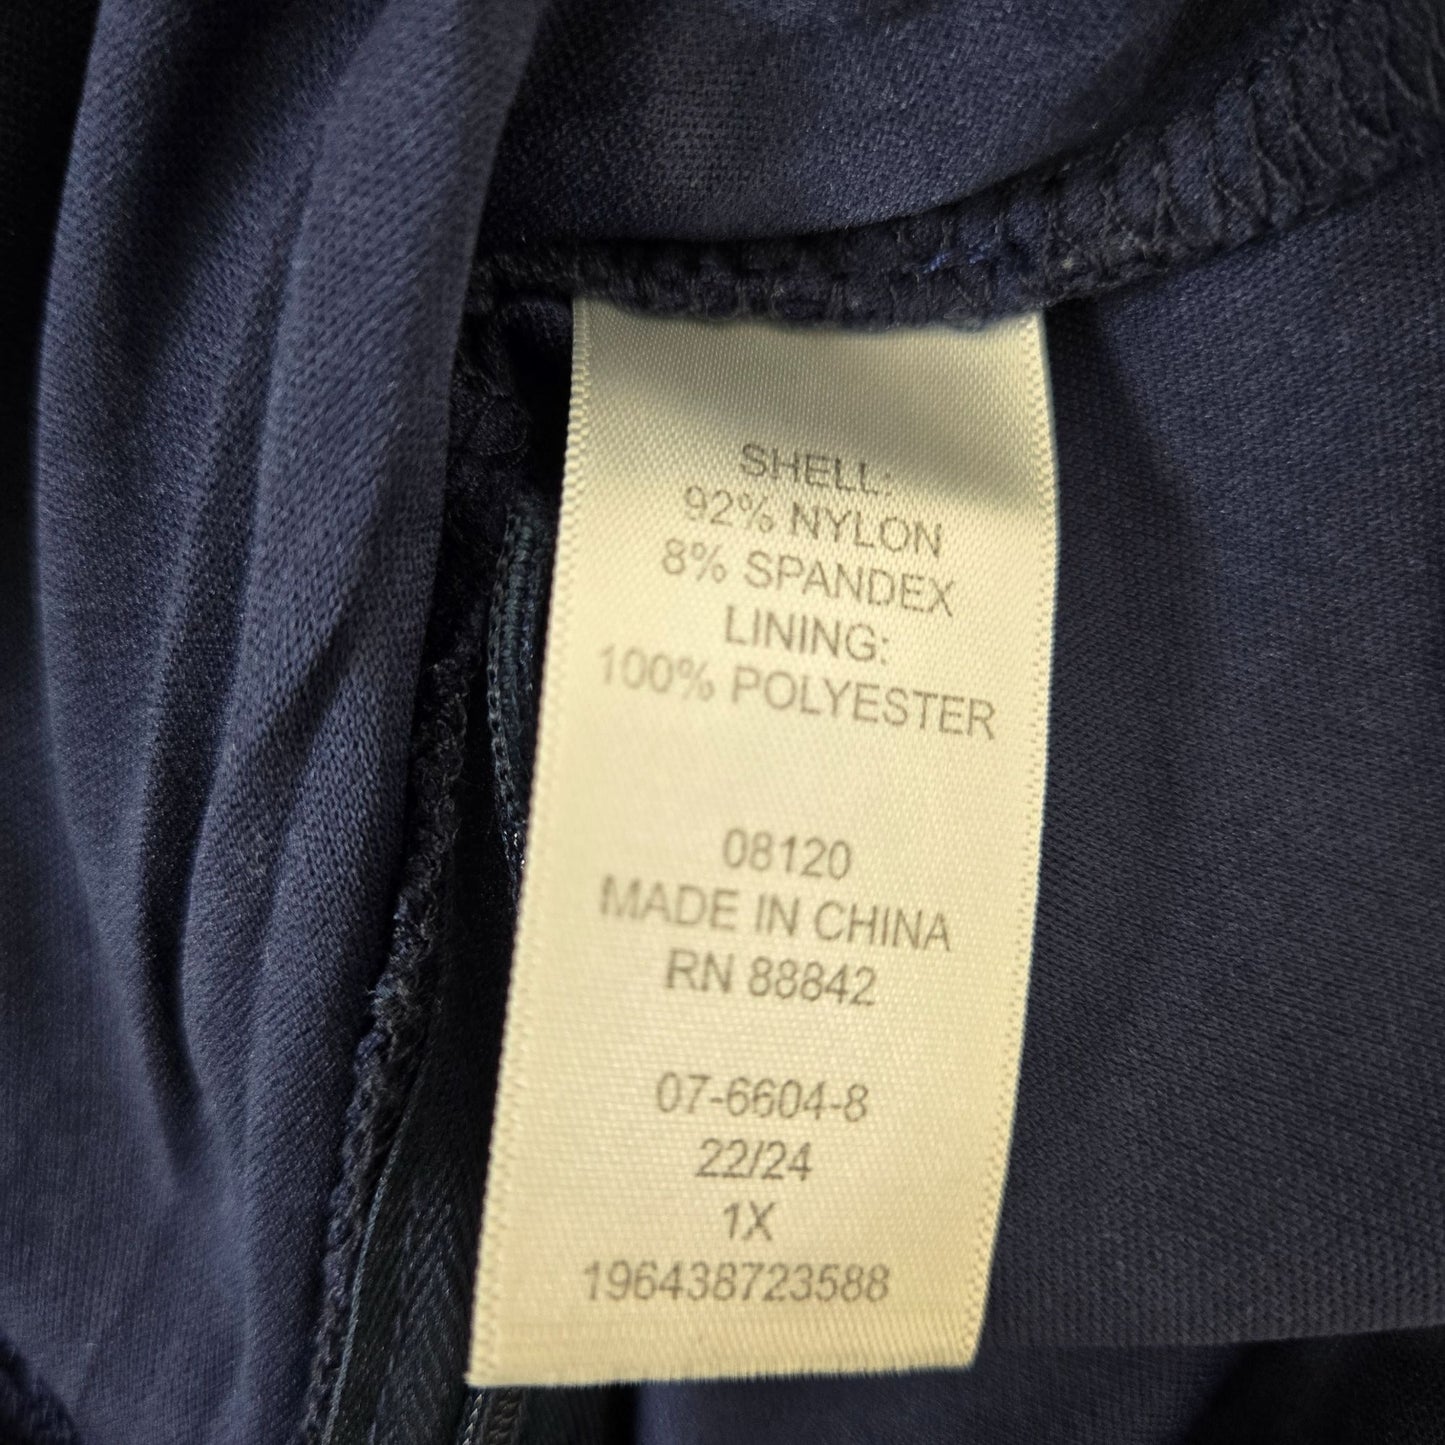 SHELL:
92% NYLON
8% SPANDEX
LINING:
100% POLYESTER
08120
MADE IN CHINA
RN 88842
07-6604-8
22/24
1X
196438723588